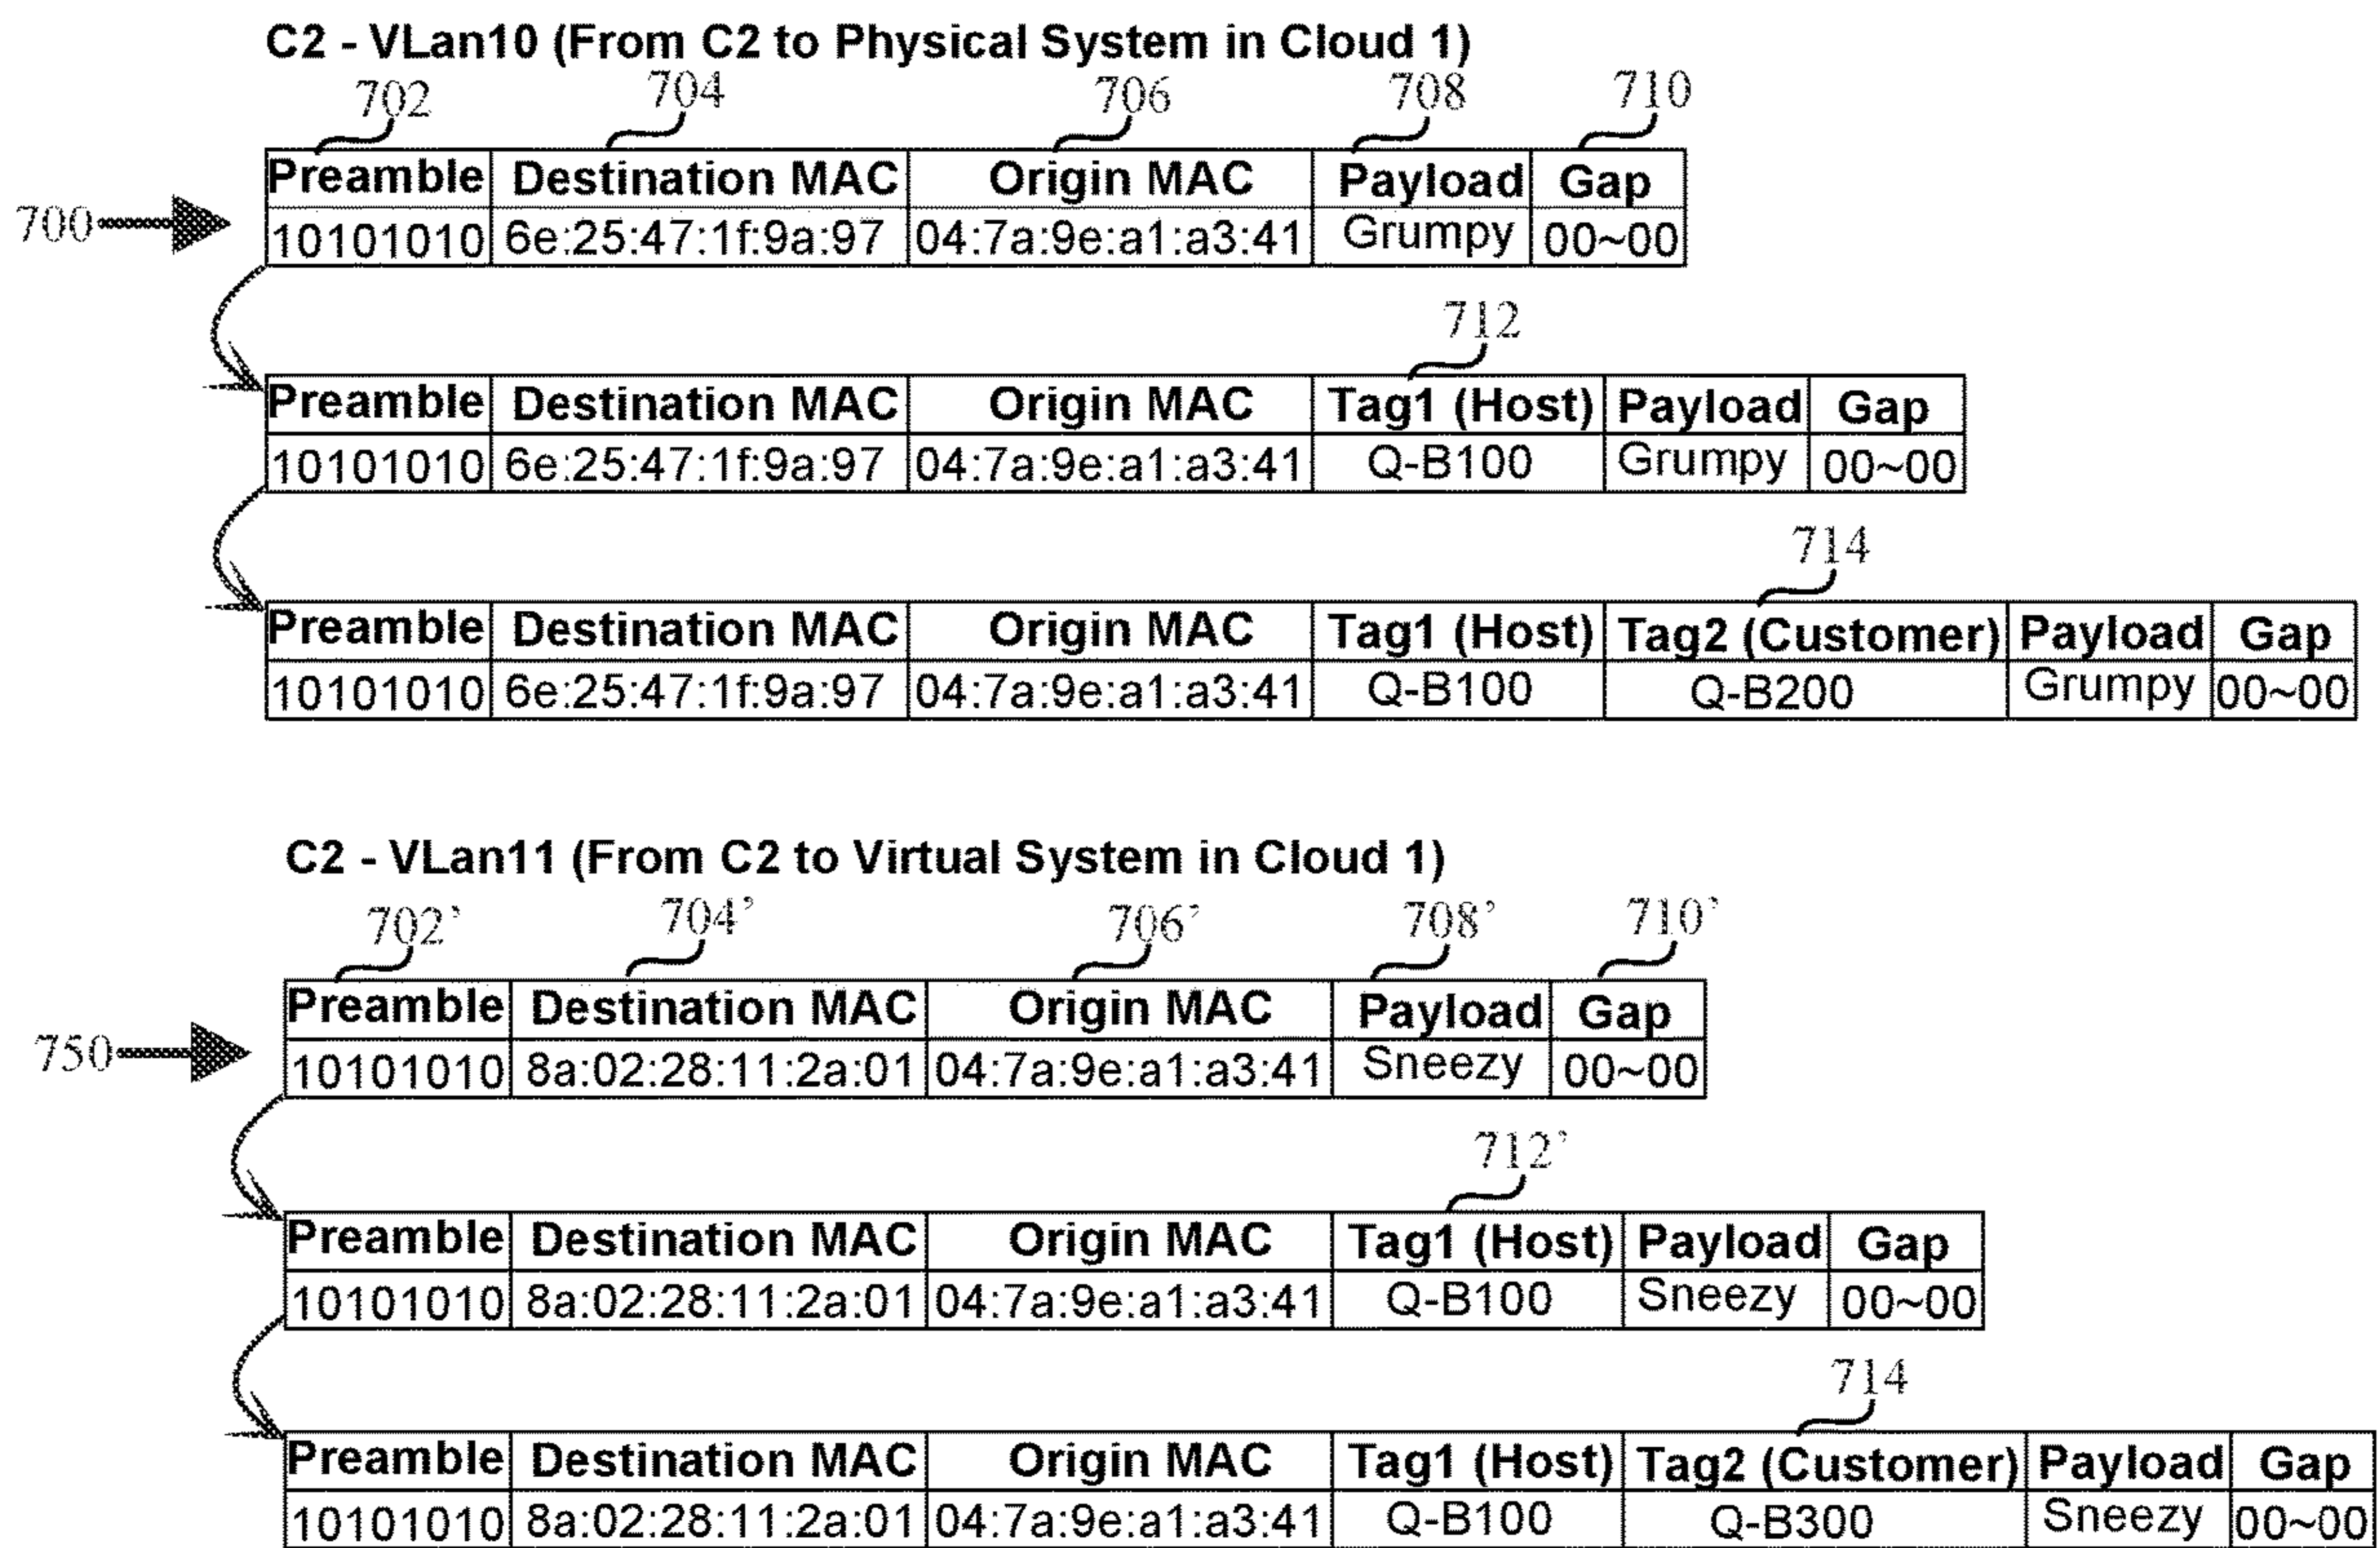 C2 - VLan10 (From C2 to Physical System in Cloud 1)
702 704 706 708 710
Preamble Destination MAC Origin MAC Payload Gap
700 10101010 6e:25:47:1f:9a:97 04:7a:9e:a1:a3:41 Grumpy 00~00
712
Preamble Destination MAC Origin MAC Tag1 (Host) Payload Gap
10101010 6e:25:47:1f:9a:97 04:7a:9e:a1:a3:41 Q-B100 Grumpy 00~00
714
Preamble Destination MAC Origin MAC Tag1 (Host) Tag2 (Customer) Payload Gap
10101010 6e:25:47:1f:9a:97 04:7a:9e:a1:a3:41 Q-B100 Q-B200 Grumpy 00~00
C2 - VLan11 (From C2 to Virtual System in Cloud 1)
702’ 704’ 706’ 708’ 710’
Preamble Destination MAC Origin MAC Payload Gap
750 10101010 8a:02:28:11:2a:01 04:7a:9e:a1:a3:41 Sneezy 00~00
712’
Preamble Destination MAC Origin MAC Tag1 (Host) Payload Gap
10101010 8a:02:28:11:2a:01 04:7a:9e:a1:a3:41 Q-B100 Sneezy 00~00
714
Preamble Destination MAC Origin MAC Tag1 (Host) Tag2 (Customer) Payload Gap
10101010 8a:02:28:11:2a:01 04:7a:9e:a1:a3:41 Q-B100 Q-B300 Sneezy 00~00